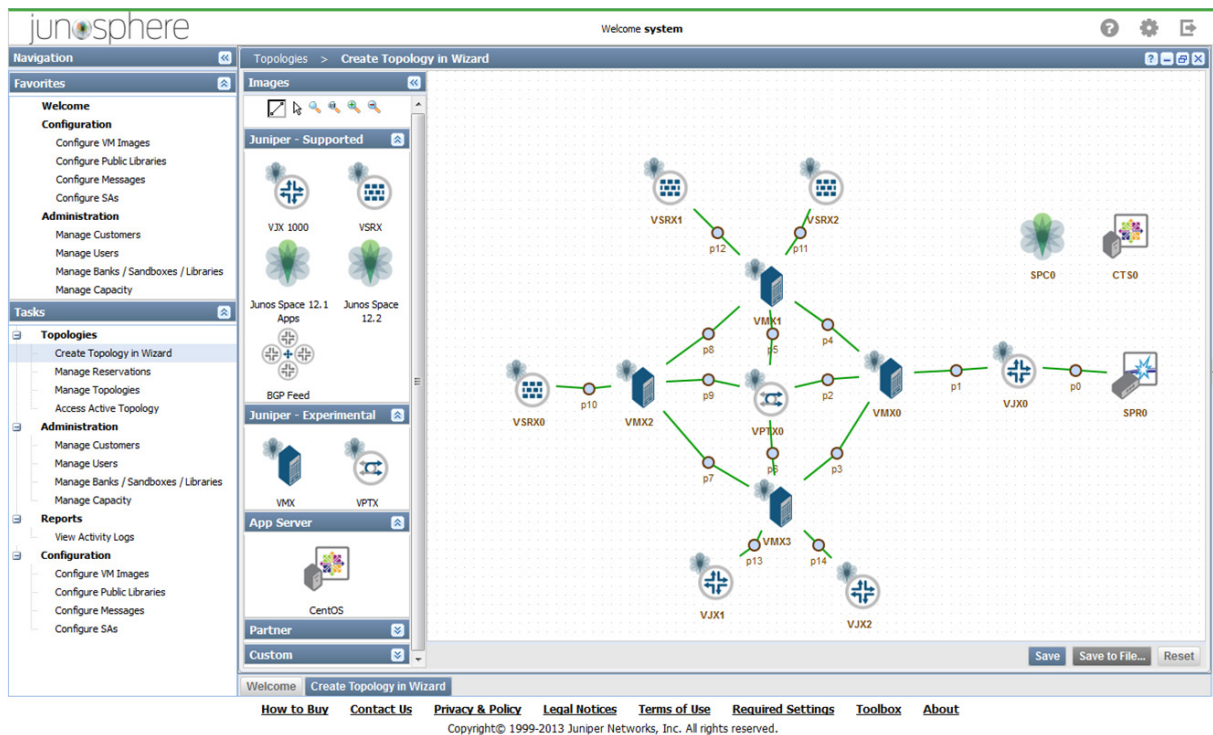 junosphere
Welcome system
Navigation
Favorites
Welcome
Configuration
Configure VM Images
Configure Public Libraries
Configure Messages
Configure SAs
Administration
Manage Customers
Manage Users
Manage Banks / Sandboxes / Libraries
Manage Capacity
Tasks
Topologies
Create Topology in Wizard
Manage Reservations
Manage Topologies
Access Active Topology
Administration
Manage Customers
Manage Users
Manage Banks / Sandboxes / Libraries
Manage Capacity
Reports
View Activity Logs
Configuration
Configure VM Images
Configure Public Libraries
Configure Messages
Configure SAs
Topologies > Create Topology in Wizard
Images
Juniper - Supported
VJX 1000 VSRX
Junos Space 12.1 Apps
Junos Space 12.2
BGP Feed
Juniper - Experimental
VMX VPTX
App Server
CentOS
Partner
Custom
VSRX1
VSRX2
p12
p11
SPC0
CTS0
VMX1
p8
p5
p4
VSRX0
p10
VMX2
p9
VPTX0
p2
VMX0
p1
VJX0
p0
SPR0
p7
p6
p3
VMX3
p13
p14
VJX1
VJX2
Save
Save to File...
Reset
Welcome
Create Topology in Wizard
How to Buy Contact Us Privacy & Policy Legal Notices Terms of Use Required Settings Toolbox About
Copyright© 1999-2013 Juniper Networks, Inc. All rights reserved.